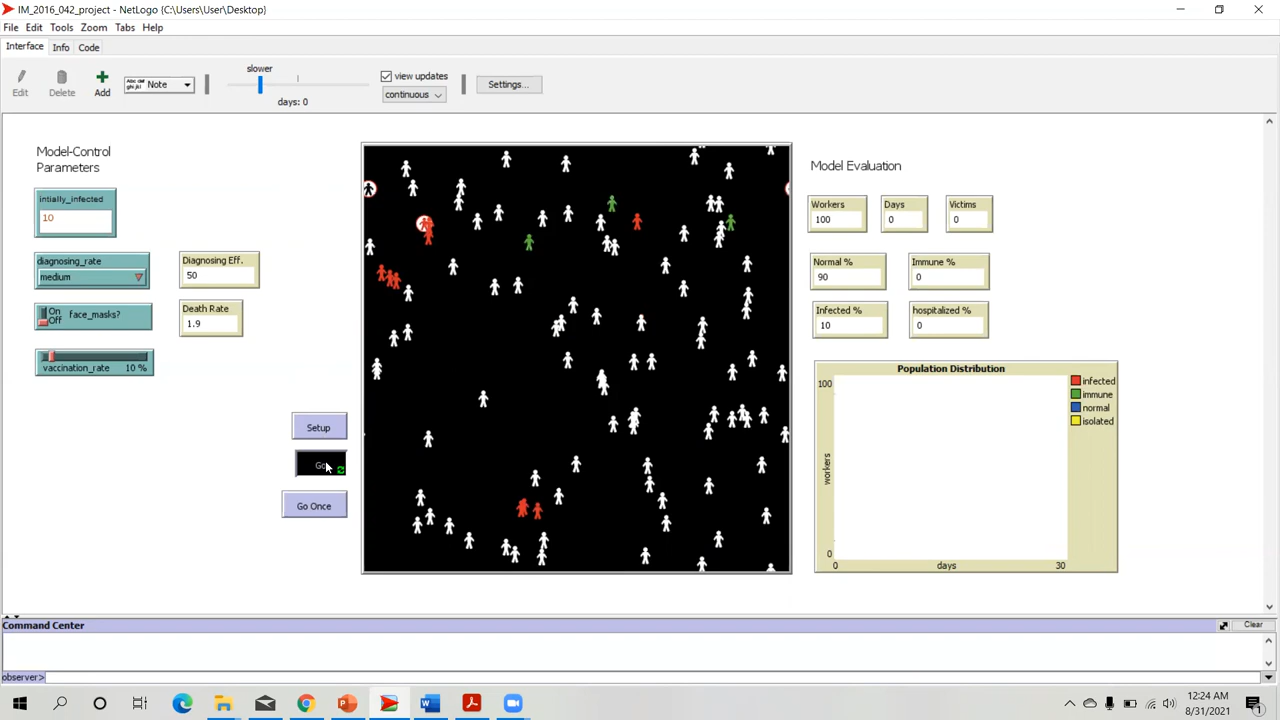 IM_2016_042_project - NetLogo {C:\Users\User\Desktop}
File Edit Tools Zoom Tabs Help
Interface Info Code
Edit Delete Add Note slower days: 0 view updates continuous Settings...
Model-Control
Parameters
intially_infected
10
diagnosing_rate
medium
Diagnosing Eff.
50
On
Off
face_masks?
Death Rate
1.9
vaccination_rate 10 %
Setup
Go
Go Once
Model Evaluation
Workers
100
Days
0
Victims
0
Normal %
90
Immune %
0
Infected %
10
hospitalized %
0
Population Distribution
100
workers
0
0 days 30
infected
immune
normal
isolated
Command Center Clear
observer>
12:24 AM
8/31/2021
1